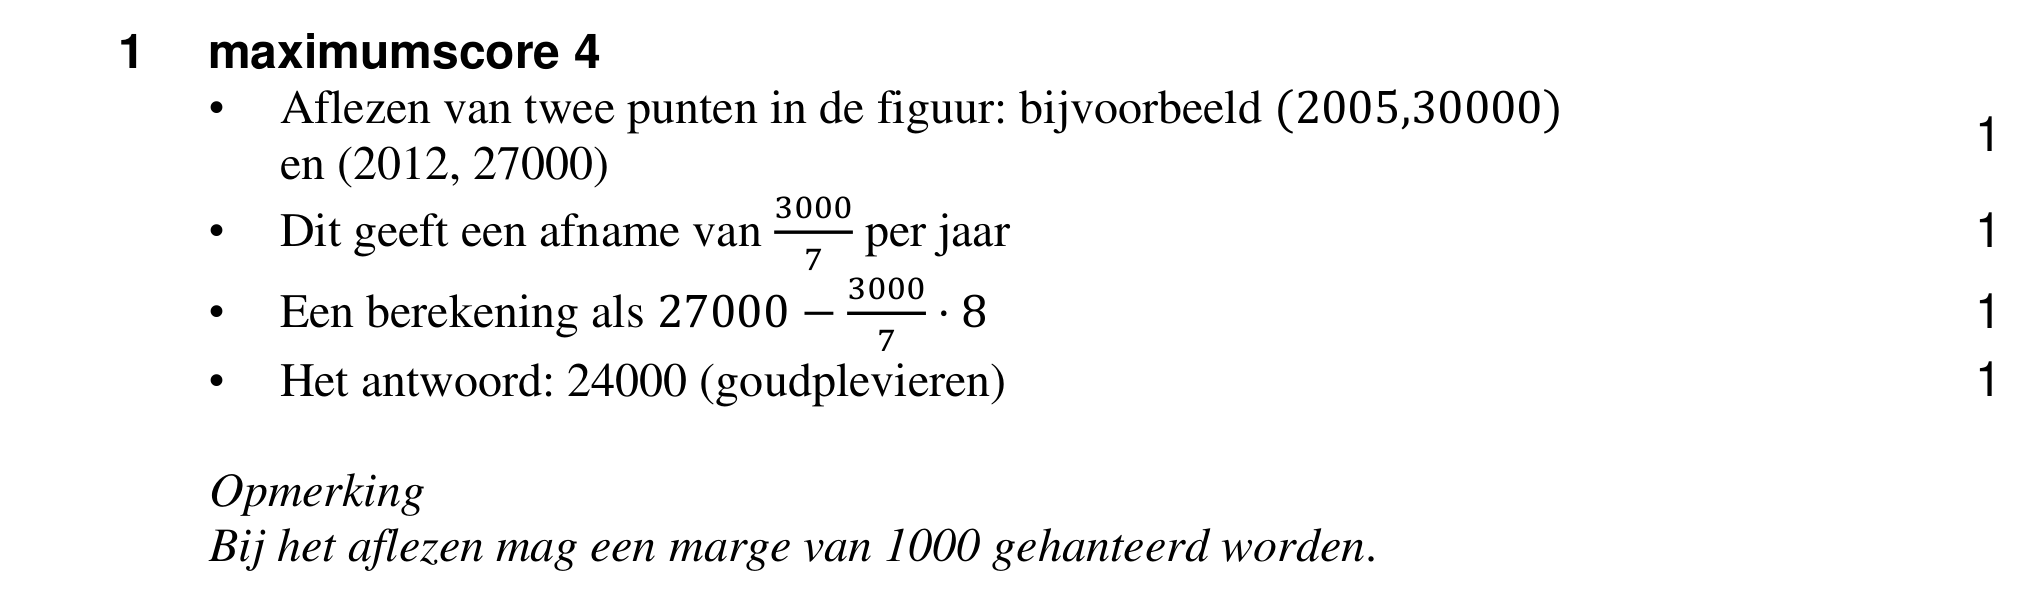 1 maximumscore 4
• Aflezen van twee punten in de figuur: bijvoorbeeld (2005,30000)
en (2012, 27000) 1
• Dit geeft een afname van 3000/7 per jaar 1
• Een berekening als 27000 − 3000/7 · 8 1
• Het antwoord: 24000 (goudplevieren) 1
Opmerking
Bij het aflezen mag een marge van 1000 gehanteerd worden.